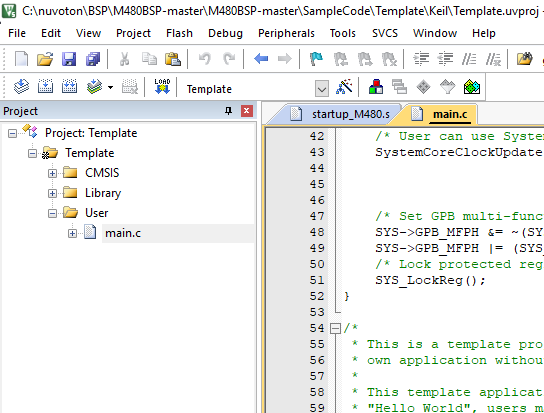 C:\nuvoton\BSP\M480BSP-master\M480BSP-master\SampleCode\Template\Keil\Template.uvproj -
File Edit View Project Flash Debug Peripherals Tools SVCS Window Help
LOAD Template
Project
startup_M480.s main.c
Project: Template
Template
CMSIS
Library
User
main.c
42 /* User can use System
43 SystemCoreClockUpdate
44
45
46
47 /* Set GPB multi-func
48 SYS->GPB_MFPH &= ~(SY
49 SYS->GPB_MFPH |= (SYS
50 /* Lock protected reg
51 SYS_LockReg();
52 }
53
54 /*
55 * This is a template pro
56 * own application withou
57 *
58 * This template applicat
59 * "Hello World", users m